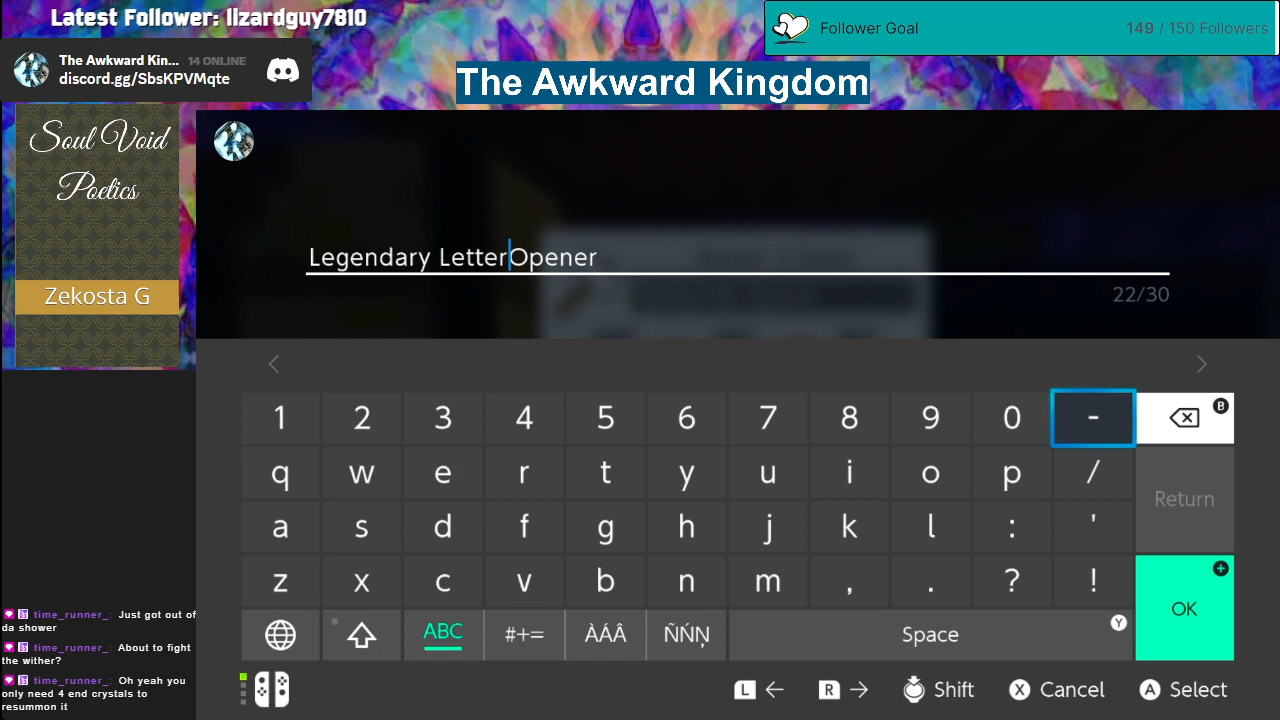 Latest Follower: lizardguy7810
Follower Goal
149 / 150 Followers
The Awkward Kin... 14 ONLINE
discord.gg/SbsKPVMqte
The Awkward Kingdom
Soul Void
Poetics
Zekosta G
Legendary LetterOpener
22/30
1 2 3 4 5 6 7 8 9 0 - B
q w e r t y u i o p / Return
a s d f g h j k l : '
z x c v b n m , . ? ! OK
ABC #+= ÀÁÂ ÑŃŅ Space Y
L ← R → Shift X Cancel A Select
time_runner_: Just got out of
da shower
time_runner_: About to fight
the wither?
time_runner_: Oh yeah you
only need 4 end crystals to
resummon it